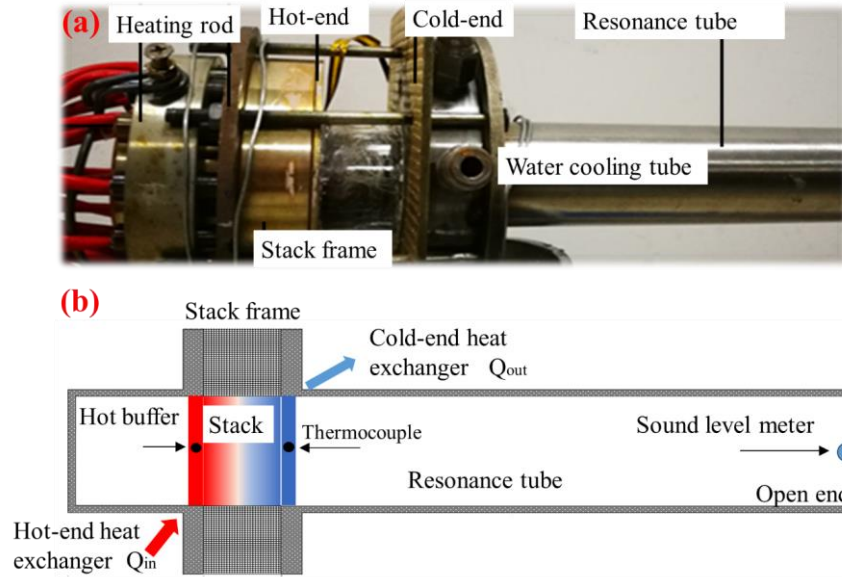 (a)
Heating rod
Hot-end
Cold-end
Resonance tube
Water cooling tube
Stack frame
(b)
Stack frame
Cold-end heat
exchanger Qout
Hot buffer
Stack
Thermocouple
Sound level meter
Resonance tube
Open end
Hot-end heat
exchanger Qin